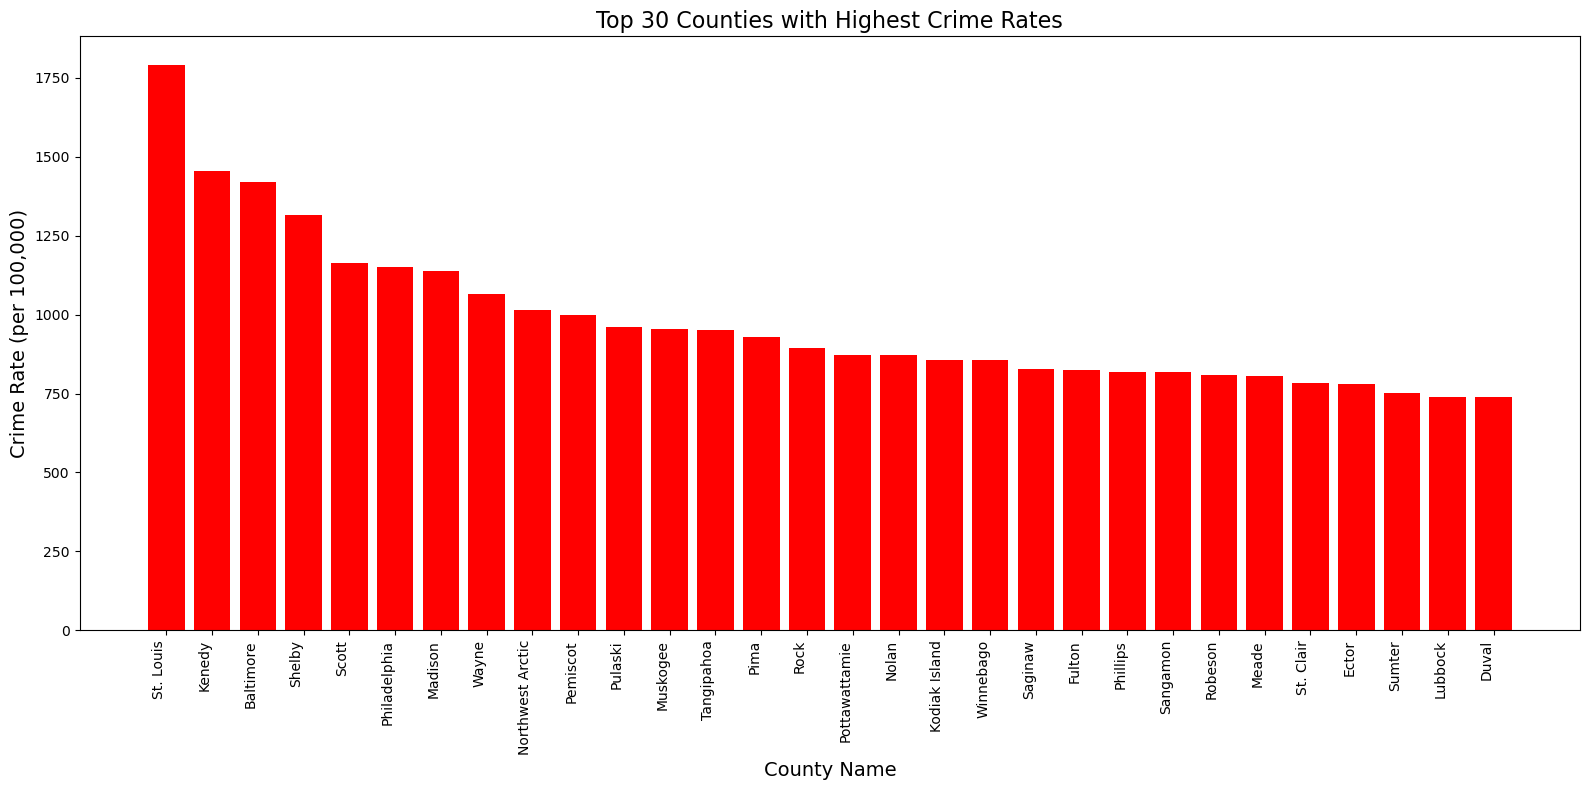 Top 30 Counties with Highest Crime Rates
Crime Rate (per 100,000)
1750
1500
1250
1000
750
500
250
0
St. Louis
Kenedy
Baltimore
Shelby
Scott
Philadelphia
Madison
Wayne
Northwest Arctic
Pemiscot
Pulaski
Muskogee
Tangipahoa
Pima
Rock
Pottawattamie
Nolan
Kodiak Island
Winnebago
Saginaw
Fulton
Phillips
Sangamon
Robeson
Meade
St. Clair
Ector
Sumter
Lubbock
Duval
County Name